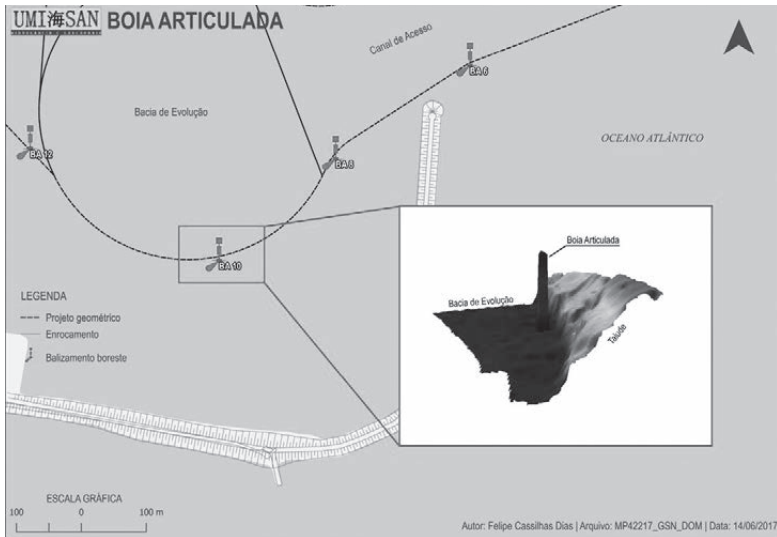 UMI海SAN BOIA ARTICULADA
Canal de Acesso
BA 6
Bacia de Evolução
OCEANO ATLÂNTICO
BA 12
BA 8
BA 10
Boia Articulada
Bacia de Evolução
Talude
LEGENDA
Projeto geométrico
Enrocamento
Balizamento boreste
ESCALA GRÁFICA
100 0 100 m
Autor: Felipe Cassilhas Dias | Arquivo: MP42217_GSN_DOM | Data: 14/06/2017